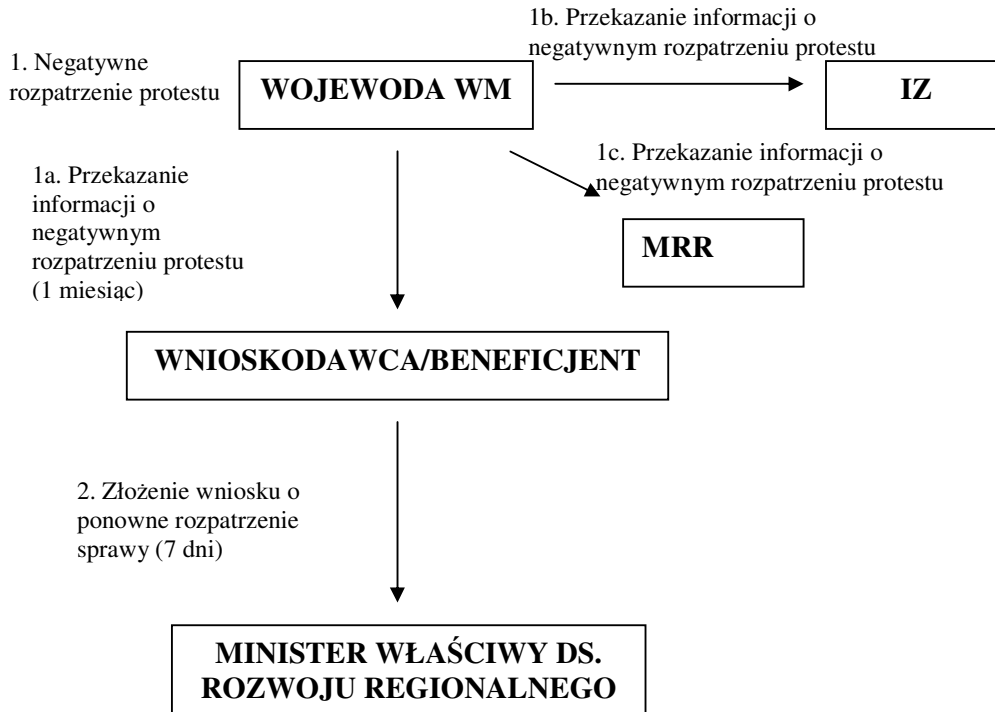 1b. Przekazanie informacji o
negatywnym rozpatrzeniu protestu
1. Negatywne
rozpatrzenie protestu
WOJEWODA WM
IZ
1c. Przekazanie informacji o
negatywnym rozpatrzeniu protestu
1a. Przekazanie
informacji o
negatywnym
rozpatrzeniu protestu
(1 miesiąc)
MRR
WNIOSKODAWCA/BENEFICJENT
2. Złożenie wniosku o
ponowne rozpatrzenie
sprawy (7 dni)
MINISTER WŁAŚCIWY DS.
ROZWOJU REGIONALNEGO